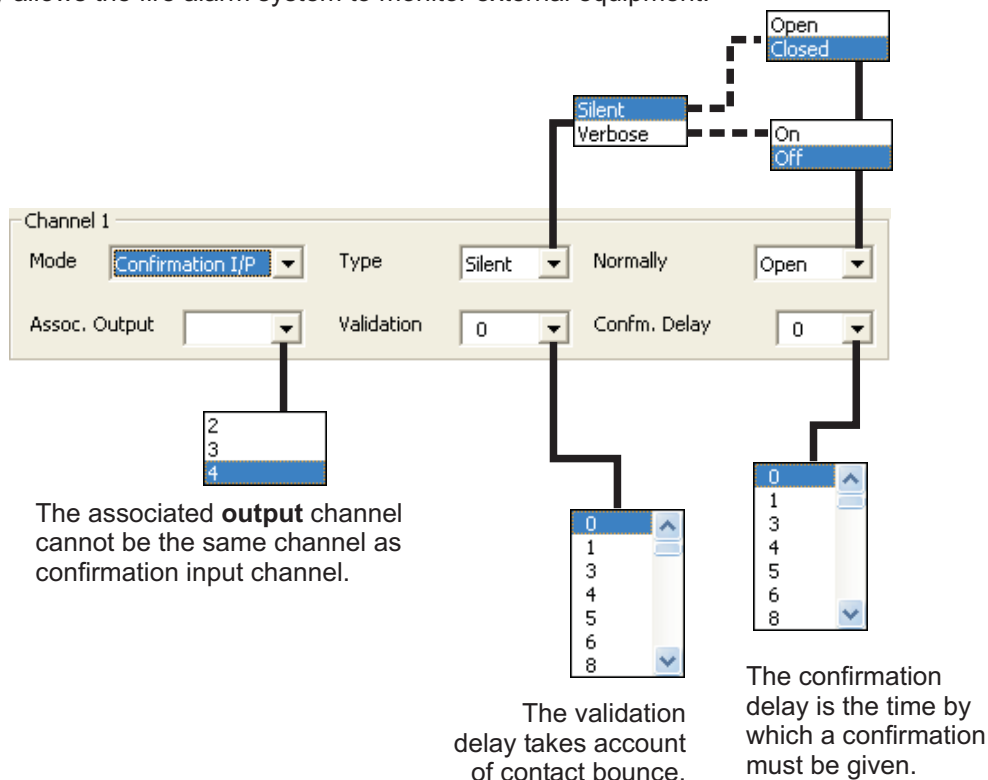 allows the fire alarm system to monitor external equipment.
Open
Closed
Silent
Verbose
On
Off
Channel 1
Mode Confirmation I/P Type Silent Normally Open
Assoc. Output Validation 0 Confm. Delay 0
2
3
4
The associated output channel
cannot be the same channel as
confirmation input channel.
0
1
3
4
5
6
8
The validation
delay takes account
of contact bounce.
0
1
3
4
5
6
8
The confirmation
delay is the time by
which a confirmation
must be given.